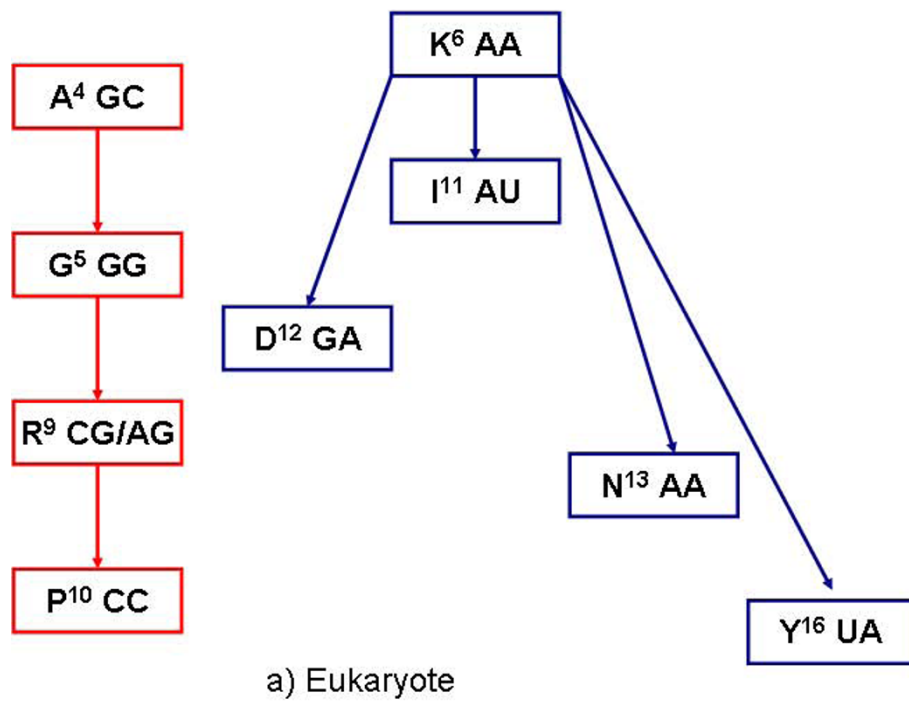 K⁶ AA
A⁴ GC
I¹¹ AU
G⁵ GG
D¹² GA
R⁹ CG/AG
N¹³ AA
P¹⁰ CC
Y¹⁶ UA
a) Eukaryote